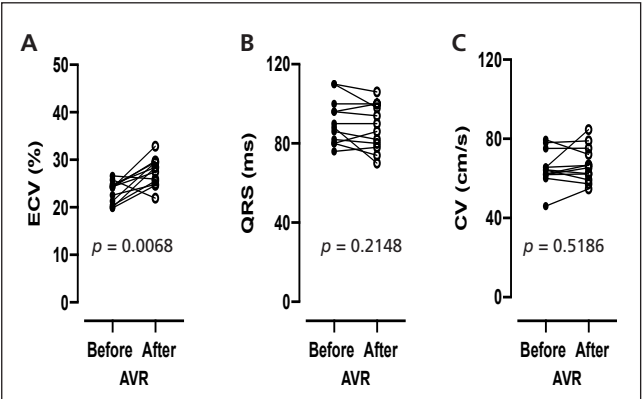 A
ECV (%)
50
40
30
20
10
0
p = 0.0068
Before After
AVR
B
QRS (ms)
120
80
40
0
p = 0.2148
Before After
AVR
C
CV (cm/s)
120
80
40
0
p = 0.5186
Before After
AVR